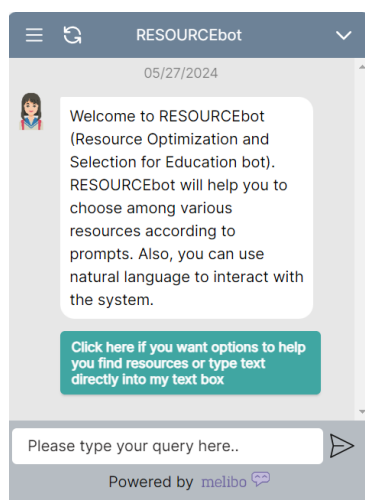 RESOURCEbot
05/27/2024
Welcome to RESOURCEbot
(Resource Optimization and
Selection for Education bot).
RESOURCEbot will help you to
choose among various
resources according to
prompts. Also, you can use
natural language to interact with
the system.
Click here if you want options to help
you find resources or type text
directly into my text box
Please type your query here..
Powered by melibo